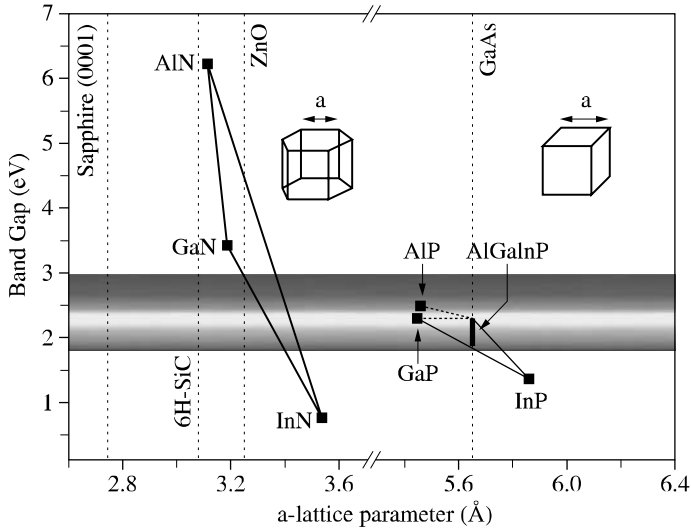 7
6
5
4
3
2
1
Band Gap (eV)
Sapphire (0001)
AlN
ZnO
GaAs
a
a
GaN
AlP
AlGaInP
GaP
InP
6H-SiC
InN
2.8
3.2
3.6
5.6
6.0
6.4
a-lattice parameter (Å)